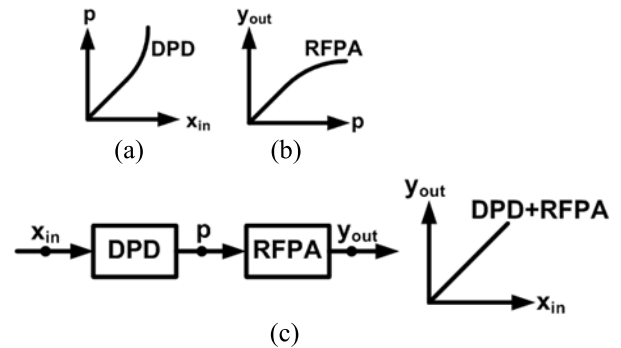 p
DPD
x_in
(a)
y_out
RFPA
p
(b)
x_in
DPD
p
RFPA
y_out
y_out
DPD+RFPA
x_in
(c)